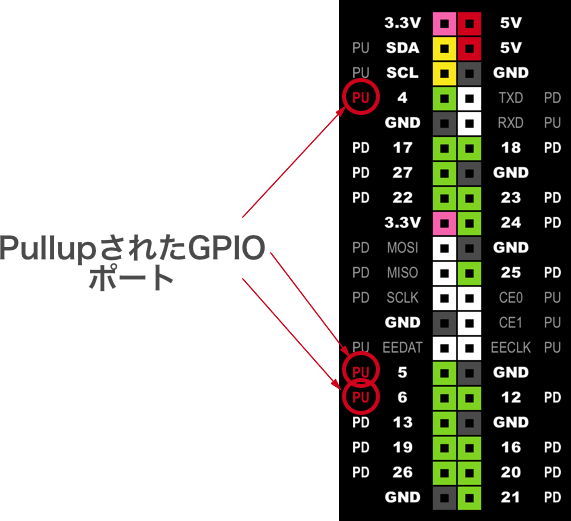 PullupされたGPIO
ポート
3.3V 5V
PU SDA 5V
PU SCL GND
PU 4 TXD PD
GND RXD PU
PD 17 18 PD
PD 27 GND
PD 22 23 PD
3.3V 24 PD
PD MOSI GND
PD MISO 25 PD
PD SCLK CE0 PU
GND CE1 PU
PU EEDAT EECLK PU
PU 5 GND
PU 6 12 PD
PD 13 GND
PD 19 16 PD
PD 26 20 PD
GND 21 PD